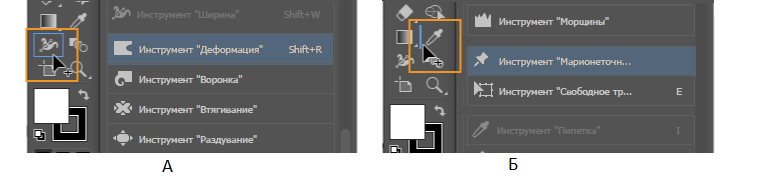 Инструмент "Ширина" Shift+W
Инструмент "Деформация" Shift+R
Инструмент "Воронка"
Инструмент "Втягивание"
Инструмент "Раздувание"
А
Инструмент "Морщины"
Инструмент "Марионеточн...
Инструмент "Свободное тр... E
Инструмент "Пипетка" I
Б